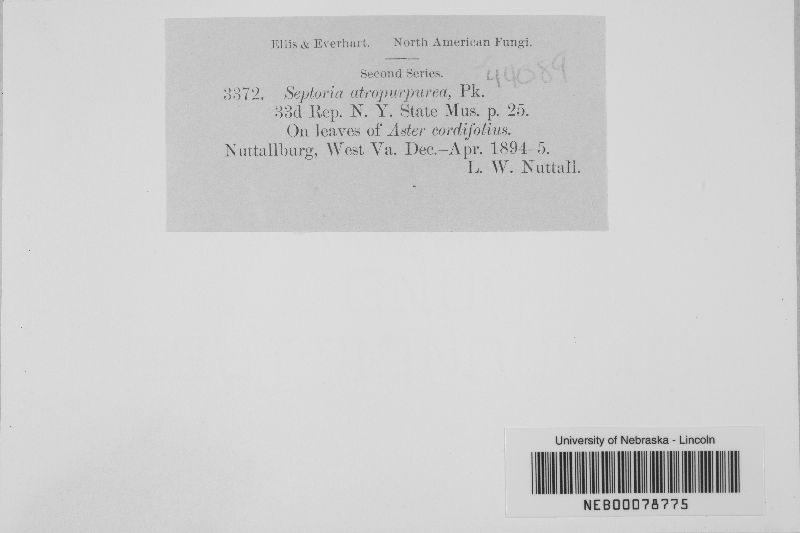 Ellis & Everhart. North American Fungi.
Second Series.
44089
3372. Septoria atropurpurea, Pk.
33d Rep. N. Y. State Mus. p. 25.
On leaves of Aster cordifolius.
Nuttallburg, West Va. Dec.–Apr. 1894–5.
L. W. Nuttall.
University of Nebraska - Lincoln
NEB00078775